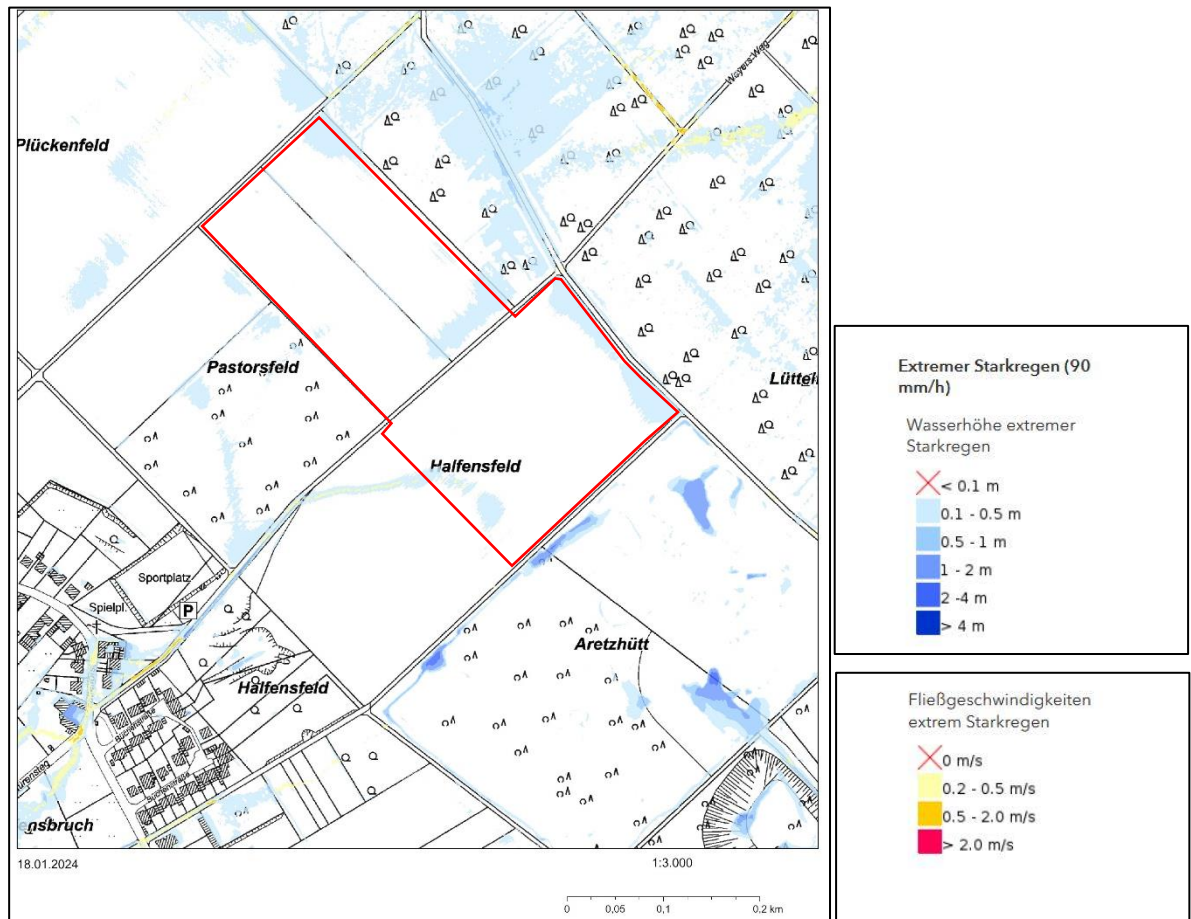 Weyers Weg
Plückenfeld
Pastorsfeld
Lüttel
Halfensfeld
Sportplatz
Spielpl.
P
Aretzhütt
Halfensfeld
ensbruch
18.01.2024
1:3.000
0 0,05 0,1 0,2 km
Extremer Starkregen (90
mm/h)
Wasserhöhe extremer
Starkregen
< 0.1 m
0.1 - 0.5 m
0.5 - 1 m
1 - 2 m
2 -4 m
> 4 m
Fließgeschwindigkeiten
extrem Starkregen
0 m/s
0.2 - 0.5 m/s
0.5 - 2.0 m/s
> 2.0 m/s